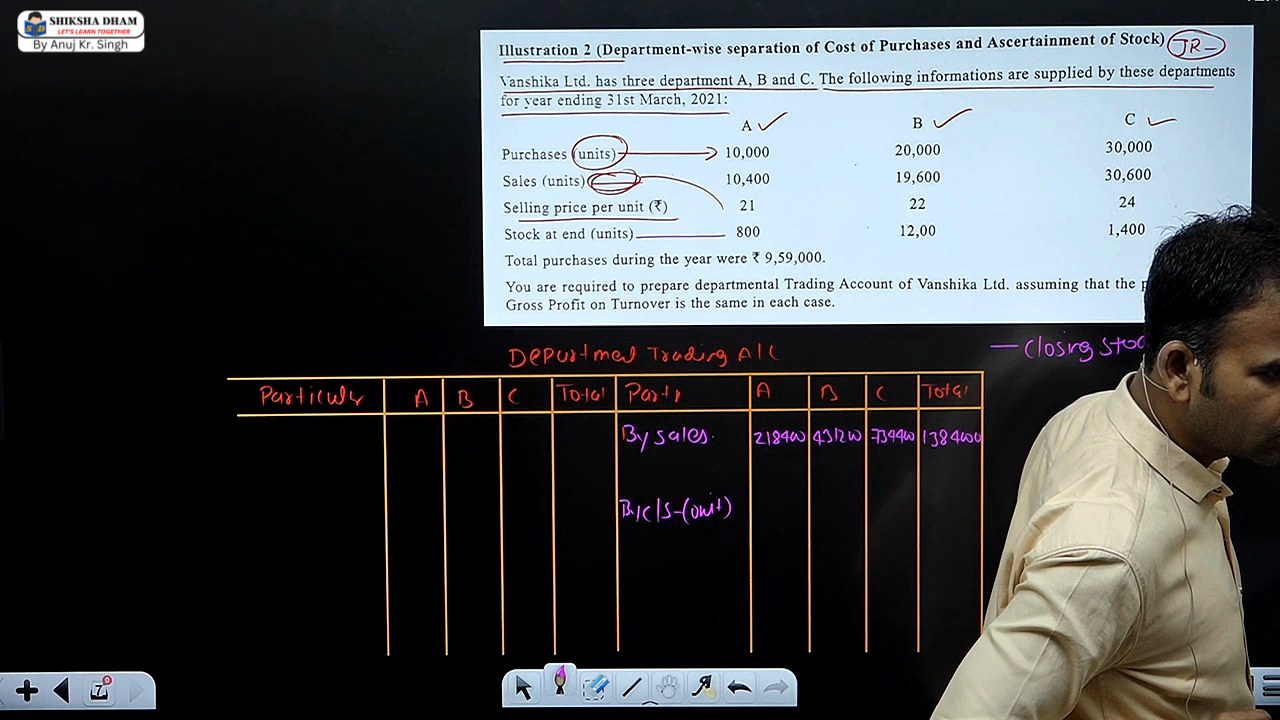 SHIKSHA DHAM
LET'S LEARN TOGETHER
By Anuj Kr. Singh
Illustration 2 (Department-wise separation of Cost of Purchases and Ascertainment of Stock)
Vanshika Ltd. has three department A, B and C. The following informations are supplied by these departments
for year ending 31st March, 2021:
A B C
Purchases (units) 10,000 20,000 30,000
Sales (units) 10,400 19,600 30,600
Selling price per unit (₹) 21 22 24
Stock at end (units) 800 12,00 1,400
Total purchases during the year were ₹ 9,59,000.
You are required to prepare departmental Trading Account of Vanshika Ltd. assuming that the
Gross Profit on Turnover is the same in each case.
— Closing
Trading A/C
Particular A B C Total A B C Total
By sales. 218400 431200 734400 1384000
By C/S-(unit)
7
0